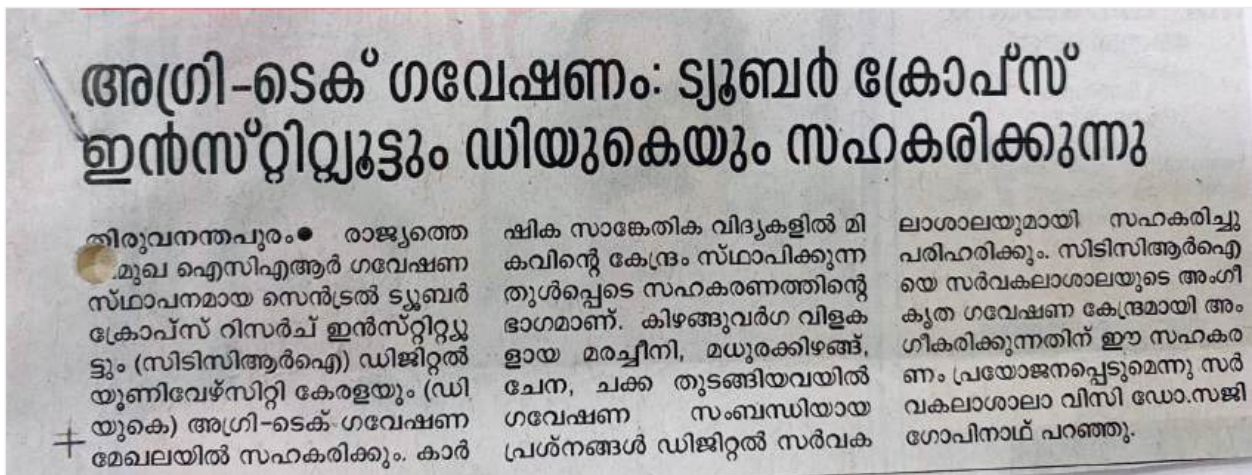 അഗ്രി-ടെക് ഗവേഷണം: ട്യൂബർ ക്രോപ്സ്
ഇൻസ്റ്റിറ്റ്യൂട്ടും ഡിയുകെയും സഹകരിക്കുന്നു
തിരുവനന്തപുരം● രാജ്യത്തെ
മുഖ ഐസിഎആർ ഗവേഷണ
സ്ഥാപനമായ സെൻട്രൽ ട്യൂബർ
ക്രോപ്സ് റിസർച് ഇൻസ്റ്റിറ്റ്യൂ
ട്ടും (സിടിസിആർഐ) ഡിജിറ്റൽ
യൂണിവേഴ്സിറ്റി കേരളയും (ഡി
യുകെ) അഗ്രി-ടെക് ഗവേഷണ
മേഖലയിൽ സഹകരിക്കും. കാർ
ഷിക സാങ്കേതിക വിദ്യകളിൽ മി
കവിന്റെ കേന്ദ്രം സ്ഥാപിക്കുന്ന
തുൾപ്പെടെ സഹകരണത്തിന്റെ
ഭാഗമാണ്. കിഴങ്ങുവർഗ വിളക
ളായ മരച്ചീനി, മധുരക്കിഴങ്ങ്,
ചേന, ചക്ക തുടങ്ങിയവയിൽ
ഗവേഷണ സംബന്ധിയായ
പ്രശ്നങ്ങൾ ഡിജിറ്റൽ സർവക
ലാശാലയുമായി സഹകരിച്ചു
പരിഹരിക്കും. സിടിസിആർഐ
യെ സർവകലാശാലയുടെ അംഗീ
കൃത ഗവേഷണ കേന്ദ്രമായി അം
ഗീകരിക്കുന്നതിന് ഈ സഹകര
ണം പ്രയോജനപ്പെടുമെന്നു സർ
വകലാശാലാ വിസി ഡോ.സജി
ഗോപിനാഥ് പറഞ്ഞു.